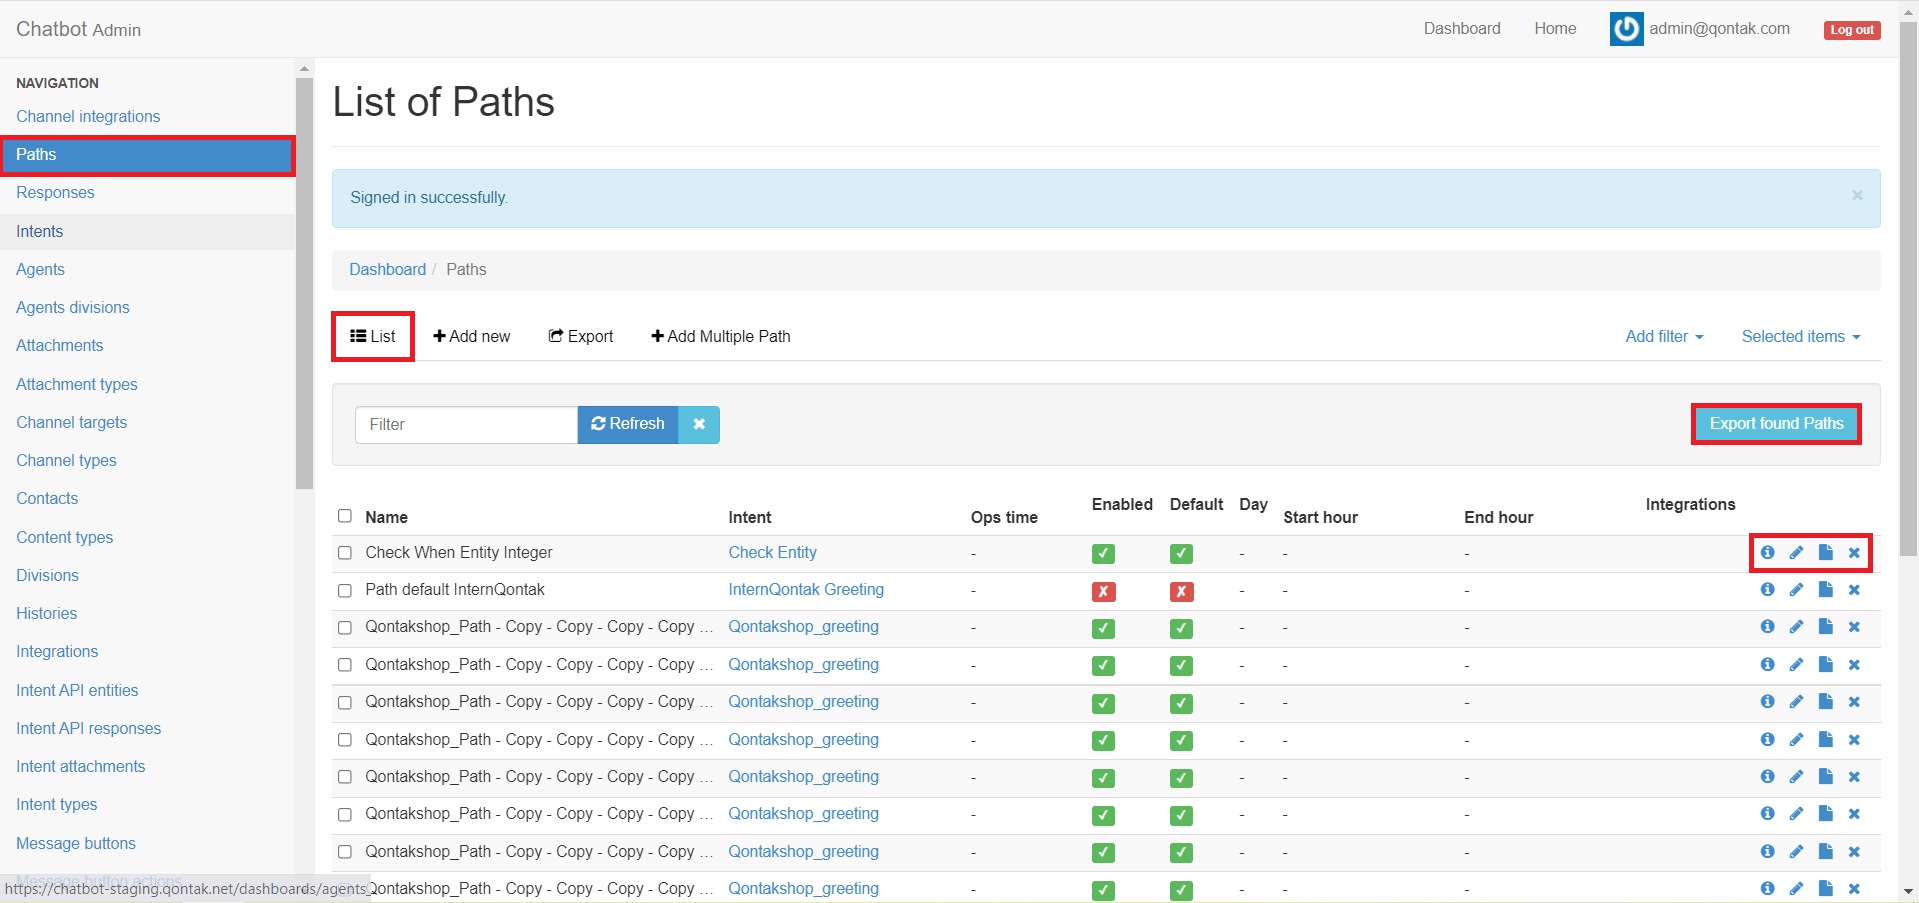 Chatbot Admin
Dashboard Home admin@qontak.com Log out
NAVIGATION
Channel integrations
Paths
Responses
Intents
Agents
Agents divisions
Attachments
Attachment types
Channel targets
Channel types
Contacts
Content types
Divisions
Histories
Integrations
Intent API entities
Intent API responses
Intent attachments
Intent types
Message buttons
Message button actions
https://chatbot-staging.qontak.net/dashboards/agents_
List of Paths
Signed in successfully. ×
Dashboard / Paths
List Add new Export Add Multiple Path Add filter Selected items
Filter Refresh Export found Paths
Name Intent Ops time Enabled Default Day Start hour End hour Integrations
Check When Entity Integer Check Entity - ✓ ✓ - - -
Path default InternQontak InternQontak Greeting - ✗ ✗ - - -
Qontakshop_Path - Copy - Copy - Copy - Copy ... Qontakshop_greeting - ✓ ✓ - - -
Qontakshop_Path - Copy - Copy - Copy - Copy ... Qontakshop_greeting - ✓ ✓ - - -
Qontakshop_Path - Copy - Copy - Copy - Copy ... Qontakshop_greeting - ✓ ✓ - - -
Qontakshop_Path - Copy - Copy - Copy - Copy ... Qontakshop_greeting - ✓ ✓ - - -
Qontakshop_Path - Copy - Copy - Copy - Copy ... Qontakshop_greeting - ✓ ✓ - - -
Qontakshop_Path - Copy - Copy - Copy - Copy ... Qontakshop_greeting - ✓ ✓ - - -
Qontakshop_Path - Copy - Copy - Copy - Copy ... Qontakshop_greeting - ✓ ✓ - - -
Qontakshop_Path - Copy - Copy - Copy - Copy ... Qontakshop_greeting - ✓ ✓ - - -